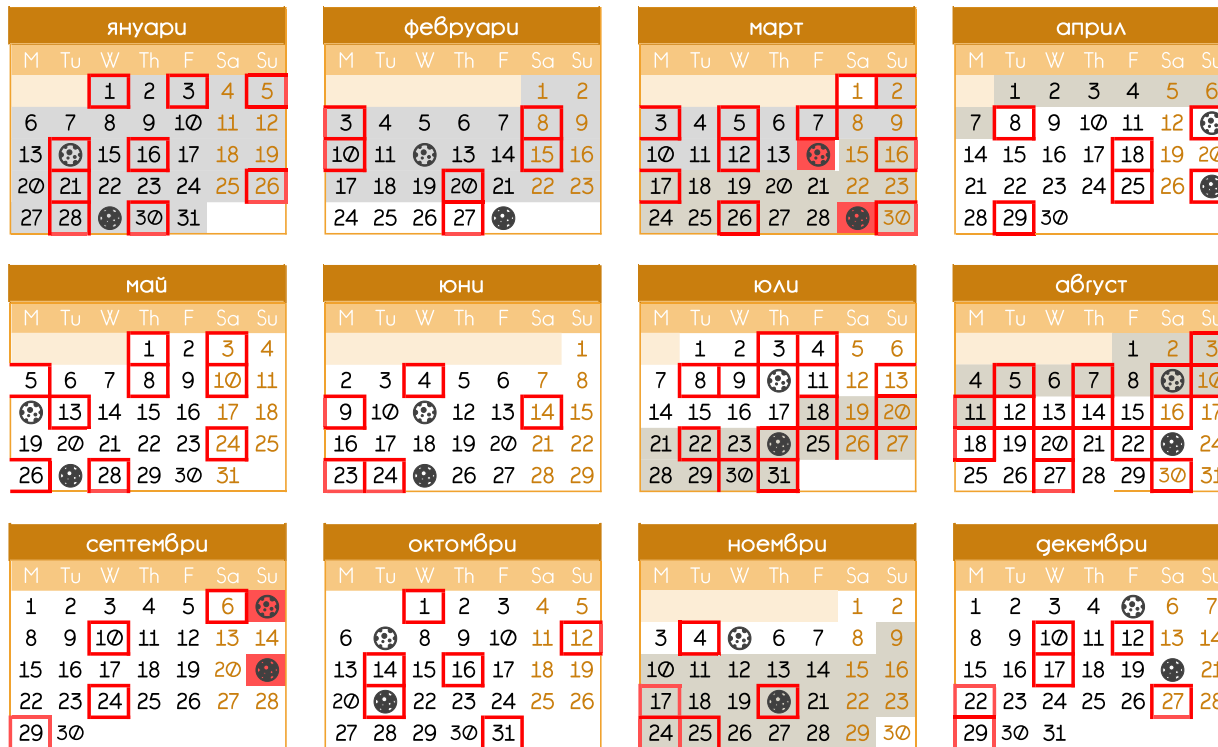 януари
M Tu W Th F Sa Su
1 2 3 4 5
6 7 8 9 10 11 12
13 15 16 17 18 19
20 21 22 23 24 25 26
27 28 30 31
февруари
M Tu W Th F Sa Su
1 2
3 4 5 6 7 8 9
10 11 13 14 15 16
17 18 19 20 21 22 23
24 25 26 27
март
M Tu W Th F Sa Su
1 2
3 4 5 6 7 8 9
10 11 12 13 15 16
17 18 19 20 21 22 23
24 25 26 27 28 30
април
M Tu W Th F Sa Su
1 2 3 4 5 6
7 8 9 10 11 12
14 15 16 17 18 19 20
21 22 23 24 25 26
28 29 30
май
M Tu W Th F Sa Su
1 2 3 4
5 6 7 8 9 10 11
13 14 15 16 17 18
19 20 21 22 23 24 25
26 28 29 30 31
юни
M Tu W Th F Sa Su
1
2 3 4 5 6 7 8
9 10 12 13 14 15
16 17 18 19 20 21 22
23 24 26 27 28 29
юли
M Tu W Th F Sa Su
1 2 3 4 5 6
7 8 9 11 12 13
14 15 16 17 18 19 20
21 22 23 25 26 27
28 29 30 31
август
M Tu W Th F Sa Su
1 2 3
4 5 6 7 8 10
11 12 13 14 15 16 17
18 19 20 21 22 24
25 26 27 28 29 30 31
септември
M Tu W Th F Sa Su
1 2 3 4 5 6
8 9 10 11 12 13 14
15 16 17 18 19 20
22 23 24 25 26 27 28
29 30
октомври
M Tu W Th F Sa Su
1 2 3 4 5
6 8 9 10 11 12
13 14 15 16 17 18 19
20 22 23 24 25 26
27 28 29 30 31
ноември
M Tu W Th F Sa Su
1 2
3 4 6 7 8 9
10 11 12 13 14 15 16
17 18 19 21 22 23
24 25 26 27 28 29 30
декември
M Tu W Th F Sa Su
1 2 3 4 6 7
8 9 10 11 12 13 14
15 16 17 18 19 21
22 23 24 25 26 27 28
29 30 31